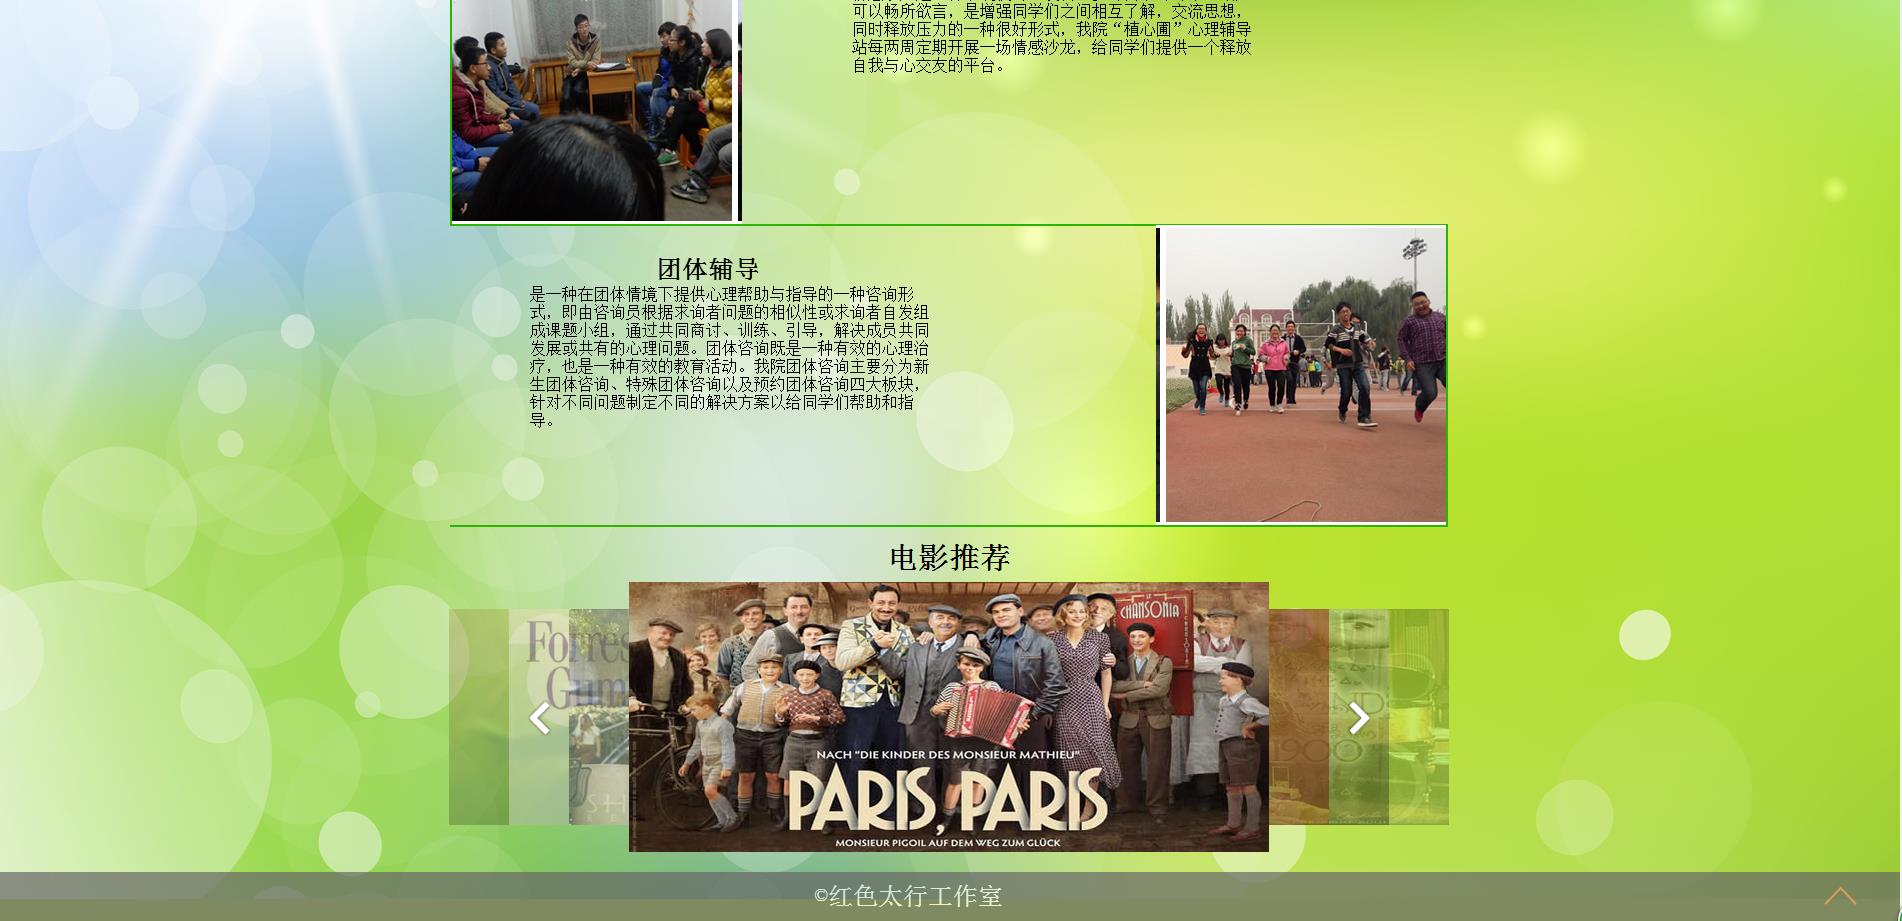 可以畅所欲言，是增强同学们之间相互了解，交流思想，
同时释放压力的一种很好形式，我院“植心圃”心理辅导
站每两周定期开展一场情感沙龙，给同学们提供一个释放
自我与心交友的平台。
团体辅导
是一种在团体情境下提供心理帮助与指导的一种咨询形
式，即由咨询员根据求询者问题的相似性或求询者自发组
成课题小组，通过共同商讨、训练、引导，解决成员共同
发展或共有的心理问题。团体咨询既是一种有效的心理治
疗，也是一种有效的教育活动。我院团体咨询主要分为新
生团体咨询、特殊团体咨询以及预约团体咨询四大板块，
针对不同问题制定不同的解决方案以给同学们帮助和指
导。
电影推荐
CHANSONIA
Forres
Gum
SH
1900
NACH "DIE KINDER DES MONSIEUR MATHIEU"
PARIS, PARIS
MONSIEUR PIGOIL AUF DEM WEG ZUM GLÜCK
©红色太行工作室